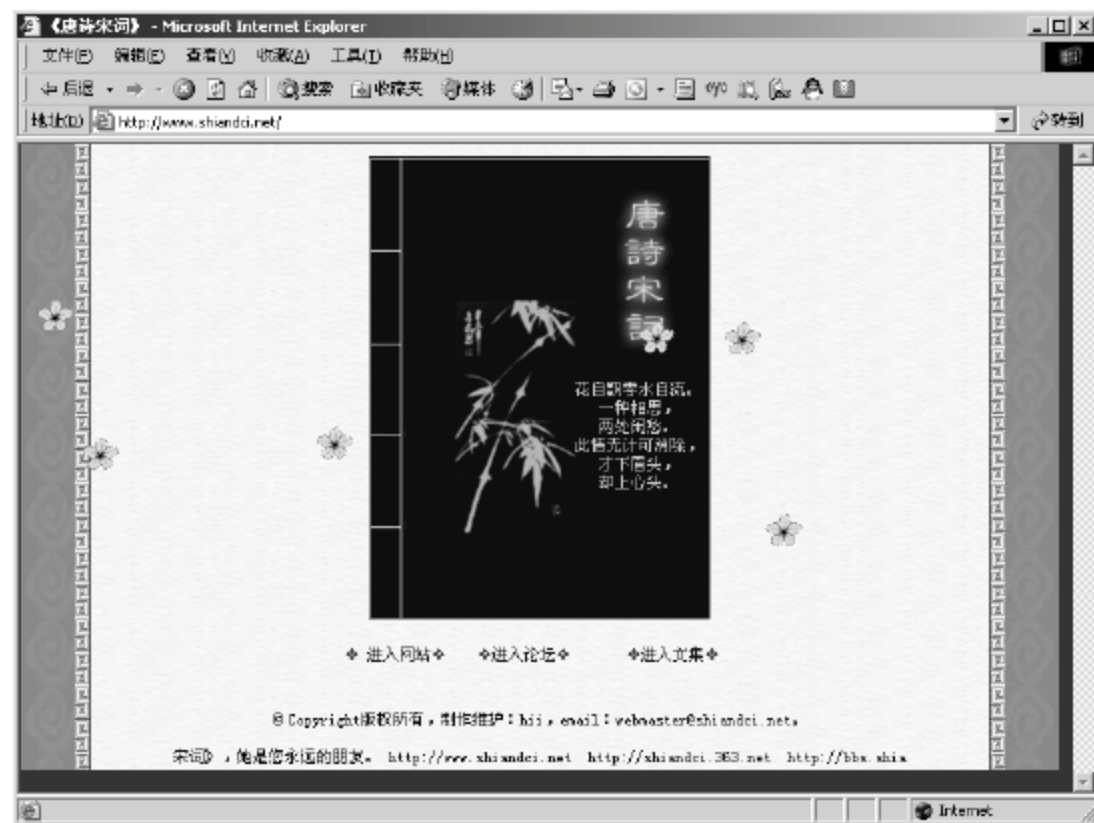 《唐诗宋词》 - Microsoft Internet Explorer
文件(F) 编辑(E) 查看(V) 收藏(A) 工具(T) 帮助(H)
后退 搜索 收藏夹 媒体
地址(D) http://www.shiandci.net/ 转到
唐
詩
宋
詞
花自飘零水自流。
一种相思，
两处闲愁。
此情无计可消除，
才下眉头，
却上心头。
❖ 进入网站❖ ❖进入论坛❖ ❖进入文集❖
©Copyright版权所有，制作维护：hii，email：webmaster@shiandci.net。
宋词》，她是您永远的朋友。 http://www.shiandci.net http://shiandci.363.net http://bbs.shia
Internet